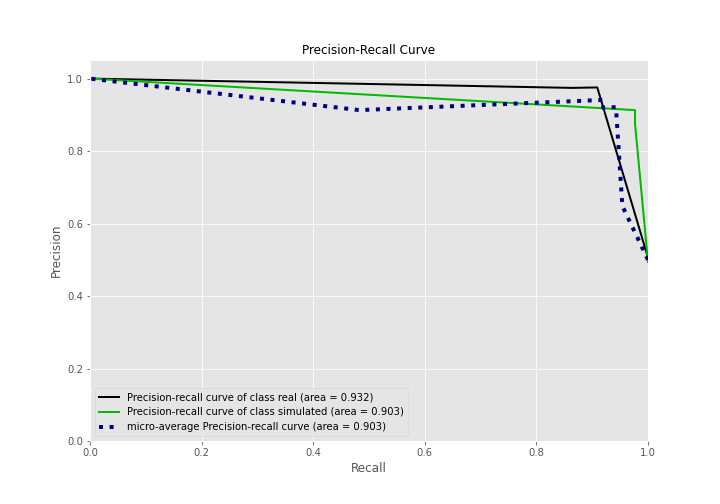 Precision-Recall Curve
1.0
0.8
0.6
0.4
0.2
0.0
Precision
Precision-recall curve of class real (area = 0.932)
Precision-recall curve of class simulated (area = 0.903)
micro-average Precision-recall curve (area = 0.903)
0.0 0.2 0.4 0.6 0.8 1.0
Recall